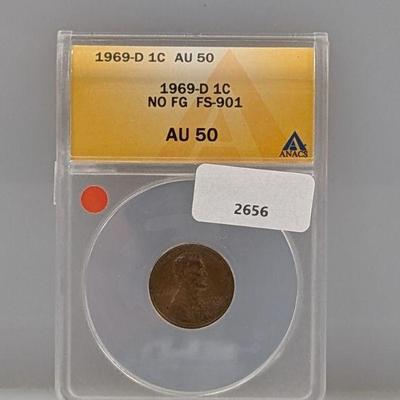 1969-D 1C AU 50
1969-D 1C
NO FG FS-901
AU 50
ANACS
2656